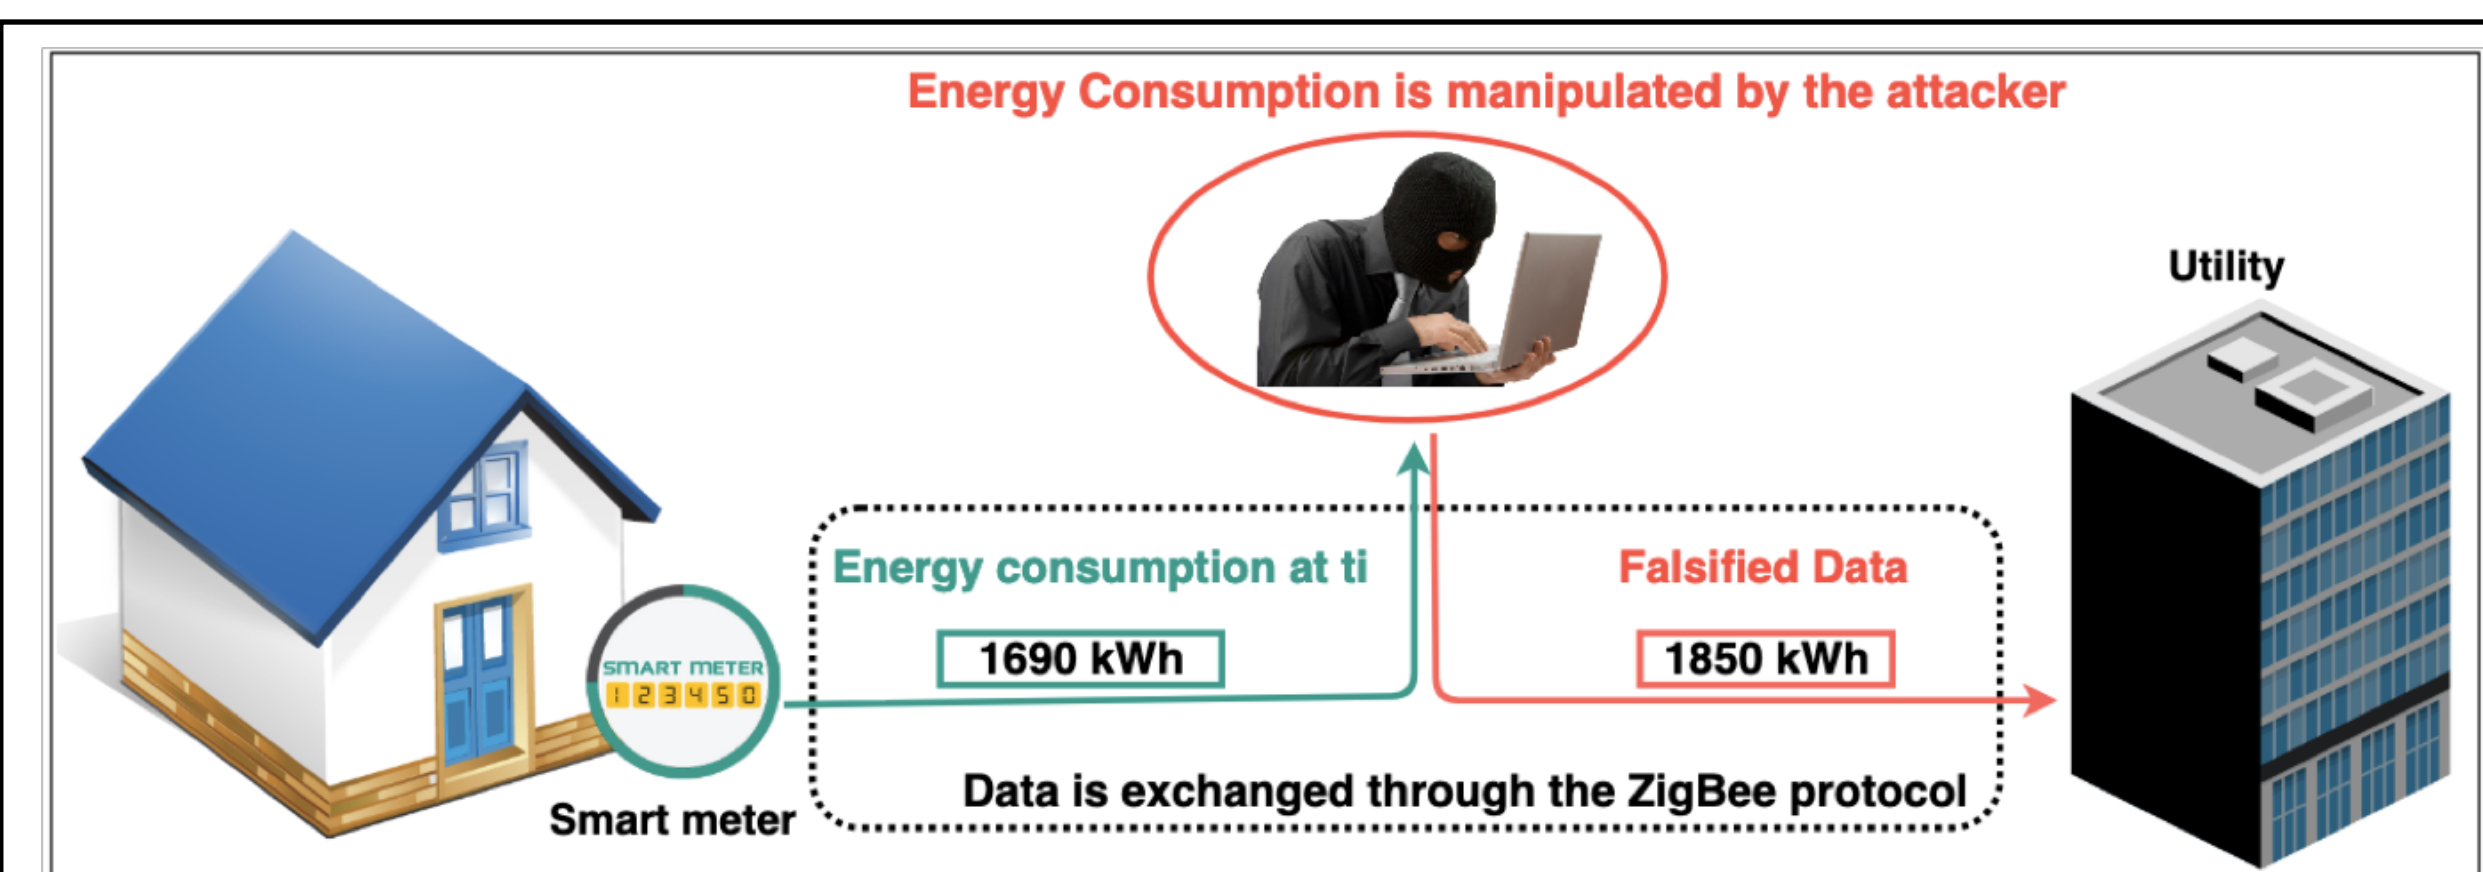 Energy Consumption is manipulated by the attacker
Utility
Energy consumption at ti
Falsified Data
1690 kWh
1850 kWh
SMART METER
123450
Data is exchanged through the ZigBee protocol
Smart meter